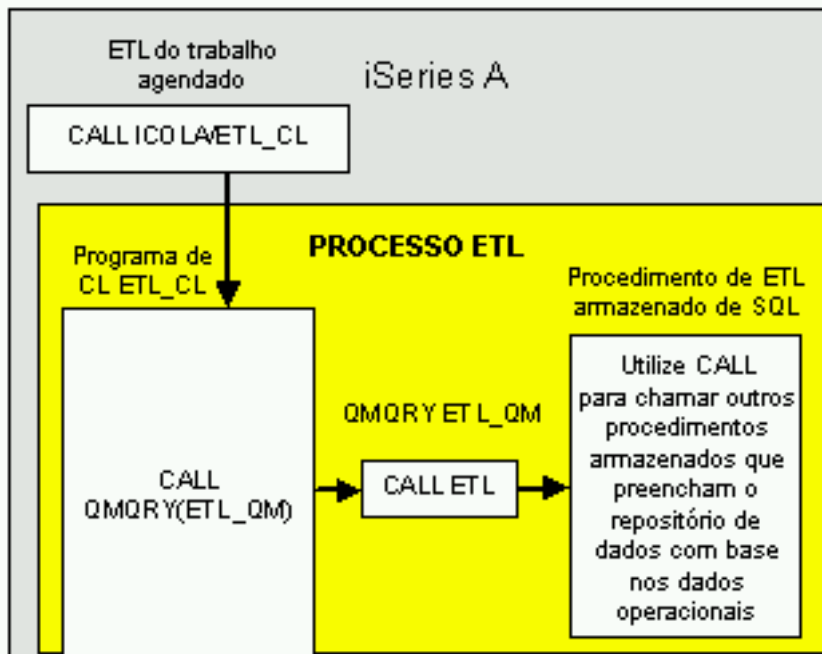 ETL do trabalho
agendado
iSeries A
CALL ICOLA/ETL_CL
PROCESSO ETL
Programa de
CL ETL_CL
Procedimento de ETL
armazenado de SQL
CALL
QMQRY(ETL_QM)
QMQRY ETL_QM
CALL ETL
Utilize CALL
para chamar outros
procedimentos
armazenados que
preencham o
repositório de
dados com base
nos dados
operacionais